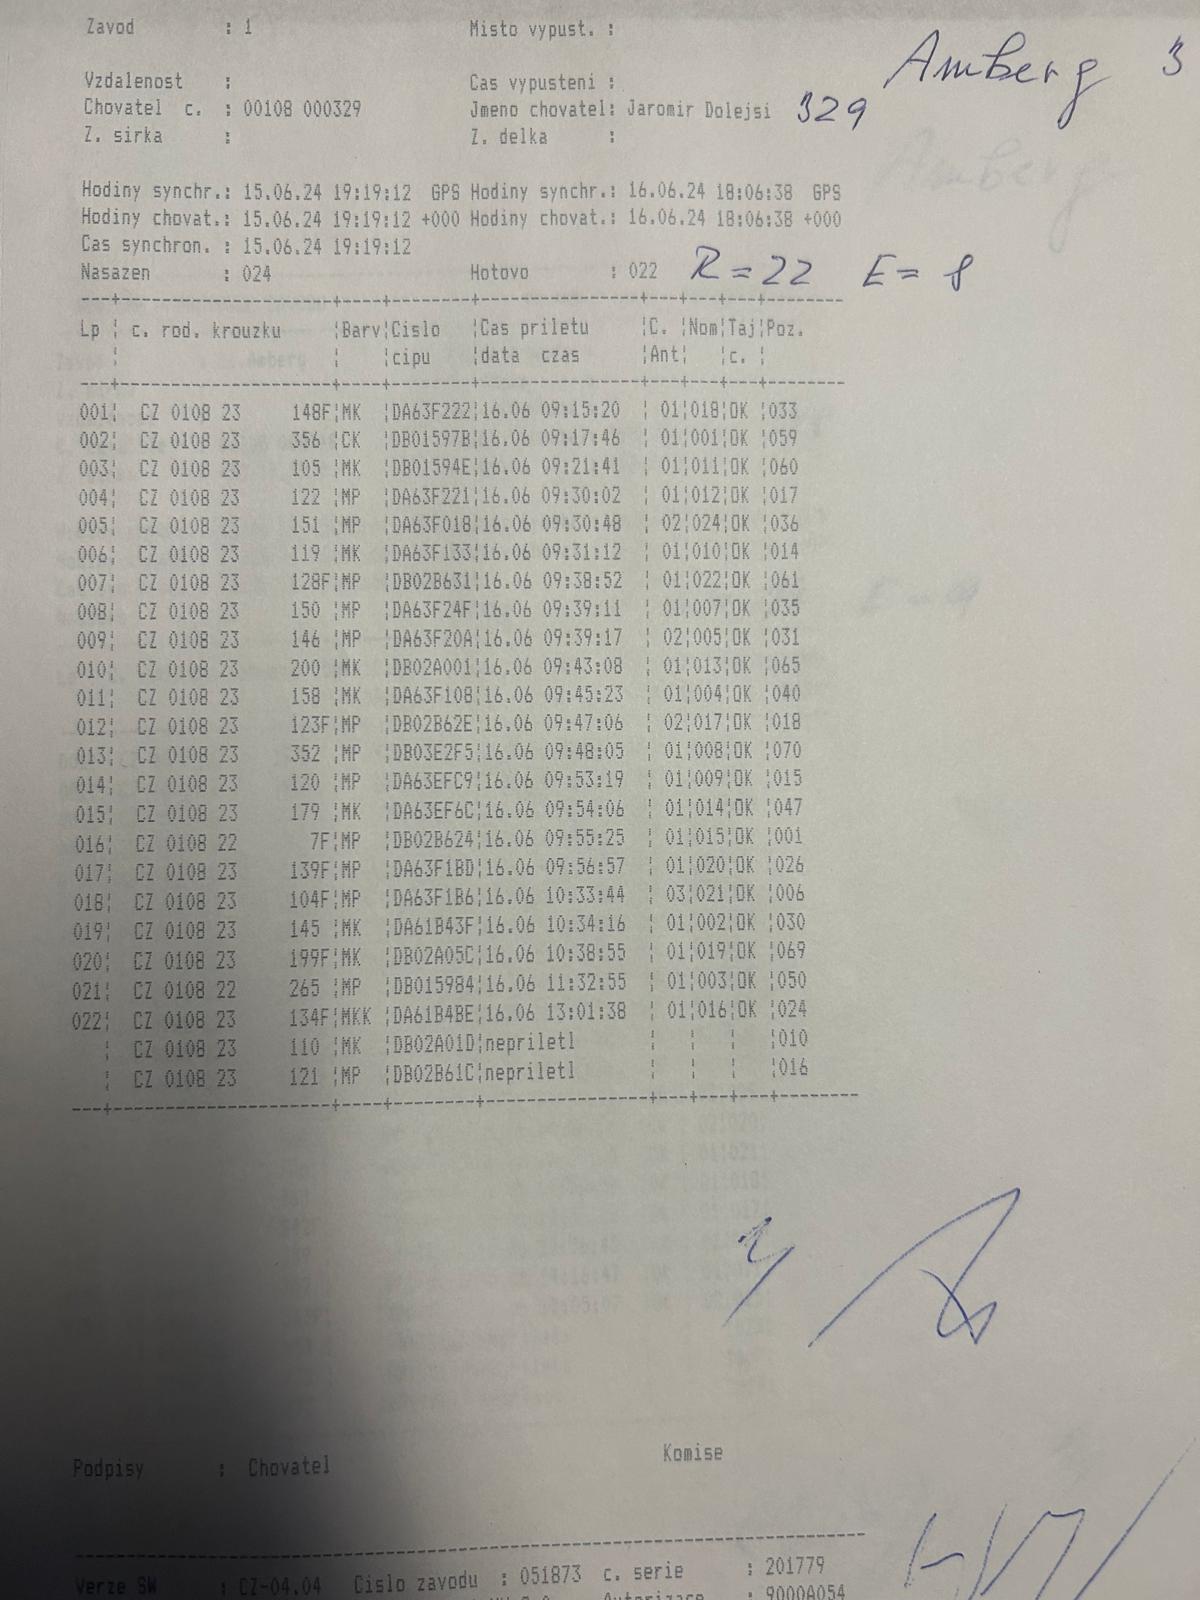 Zavod : 1 Misto vypust. :
Amberg 3
Vzdalenost : Cas vypusteni :
Chovatel c. : 00108 000329 Jmeno chovatel: Jaromir Dolejsi 329
Z. sirka : Z. delka :
Hodiny synchr.: 15.06.24 19:19:12 GPS Hodiny synchr.: 16.06.24 18:06:38 GPS
Hodiny chovat.: 15.06.24 19:19:12 +000 Hodiny chovat.: 16.06.24 18:06:38 +000
Cas synchron. : 15.06.24 19:19:12
Nasazen : 024 Hotovo : 022 R=22 E=8
Lp ¦ c. rod. krouzku ¦Barv¦Cislo ¦Cas priletu ¦C. ¦Nom¦Taj¦Poz.
¦ ¦ ¦cipu ¦data czas ¦Ant¦ ¦c. ¦
001¦ CZ 0108 23 148F¦MK ¦DA63F222¦16.06 09:15:20 ¦ 01¦018¦OK ¦033
002¦ CZ 0108 23 356 ¦CK ¦DB01597B¦16.06 09:17:46 ¦ 01¦001¦OK ¦059
003¦ CZ 0108 23 105 ¦MK ¦DB01594E¦16.06 09:21:41 ¦ 01¦011¦OK ¦060
004¦ CZ 0108 23 122 ¦MP ¦DA63F221¦16.06 09:30:02 ¦ 01¦012¦OK ¦017
005¦ CZ 0108 23 151 ¦MP ¦DA63F018¦16.06 09:30:48 ¦ 02¦024¦OK ¦036
006¦ CZ 0108 23 119 ¦MK ¦DA63F133¦16.06 09:31:12 ¦ 01¦010¦OK ¦014
007¦ CZ 0108 23 128F¦MP ¦DB02B631¦16.06 09:38:52 ¦ 01¦022¦OK ¦061
008¦ CZ 0108 23 150 ¦MP ¦DA63F24F¦16.06 09:39:11 ¦ 01¦007¦OK ¦035
009¦ CZ 0108 23 146 ¦MP ¦DA63F20A¦16.06 09:39:17 ¦ 02¦005¦OK ¦031
010¦ CZ 0108 23 200 ¦MK ¦DB02A001¦16.06 09:43:08 ¦ 01¦013¦OK ¦065
011¦ CZ 0108 23 158 ¦MK ¦DA63F108¦16.06 09:45:23 ¦ 01¦004¦OK ¦040
012¦ CZ 0108 23 123F¦MP ¦DB02B62E¦16.06 09:47:06 ¦ 02¦017¦OK ¦018
013¦ CZ 0108 23 352 ¦MP ¦DB03E2F5¦16.06 09:48:05 ¦ 01¦008¦OK ¦070
014¦ CZ 0108 23 120 ¦MP ¦DA63EFC9¦16.06 09:53:19 ¦ 01¦009¦OK ¦015
015¦ CZ 0108 23 179 ¦MK ¦DA63EF6C¦16.06 09:54:06 ¦ 01¦014¦OK ¦047
016¦ CZ 0108 22 7F¦MP ¦DB02B624¦16.06 09:55:25 ¦ 01¦015¦OK ¦001
017¦ CZ 0108 23 139F¦MP ¦DA63F1BD¦16.06 09:56:57 ¦ 01¦020¦OK ¦026
018¦ CZ 0108 23 104F¦MP ¦DA63F1B6¦16.06 10:33:44 ¦ 03¦021¦OK ¦006
019¦ CZ 0108 23 145 ¦MK ¦DA61B43F¦16.06 10:34:16 ¦ 01¦002¦OK ¦030
020¦ CZ 0108 23 199F¦MK ¦DB02A05C¦16.06 10:38:55 ¦ 01¦019¦OK ¦069
021¦ CZ 0108 22 265 ¦MP ¦DB015984¦16.06 11:32:55 ¦ 01¦003¦OK ¦050
022¦ CZ 0108 23 134F¦MKK ¦DA61B4BE¦16.06 13:01:38 ¦ 01¦016¦OK ¦024
¦ CZ 0108 23 110 ¦MK ¦DB02A01D¦nepriletl ¦ ¦ ¦ ¦010
¦ CZ 0108 23 121 ¦MP ¦DB02B61C¦nepriletl ¦ ¦ ¦ ¦016
Podpisy : Chovatel Komise
Verze SW : CZ-04.04 Cislo zavodu : 051873 c. serie : 201779
Autorizace : 9000A054